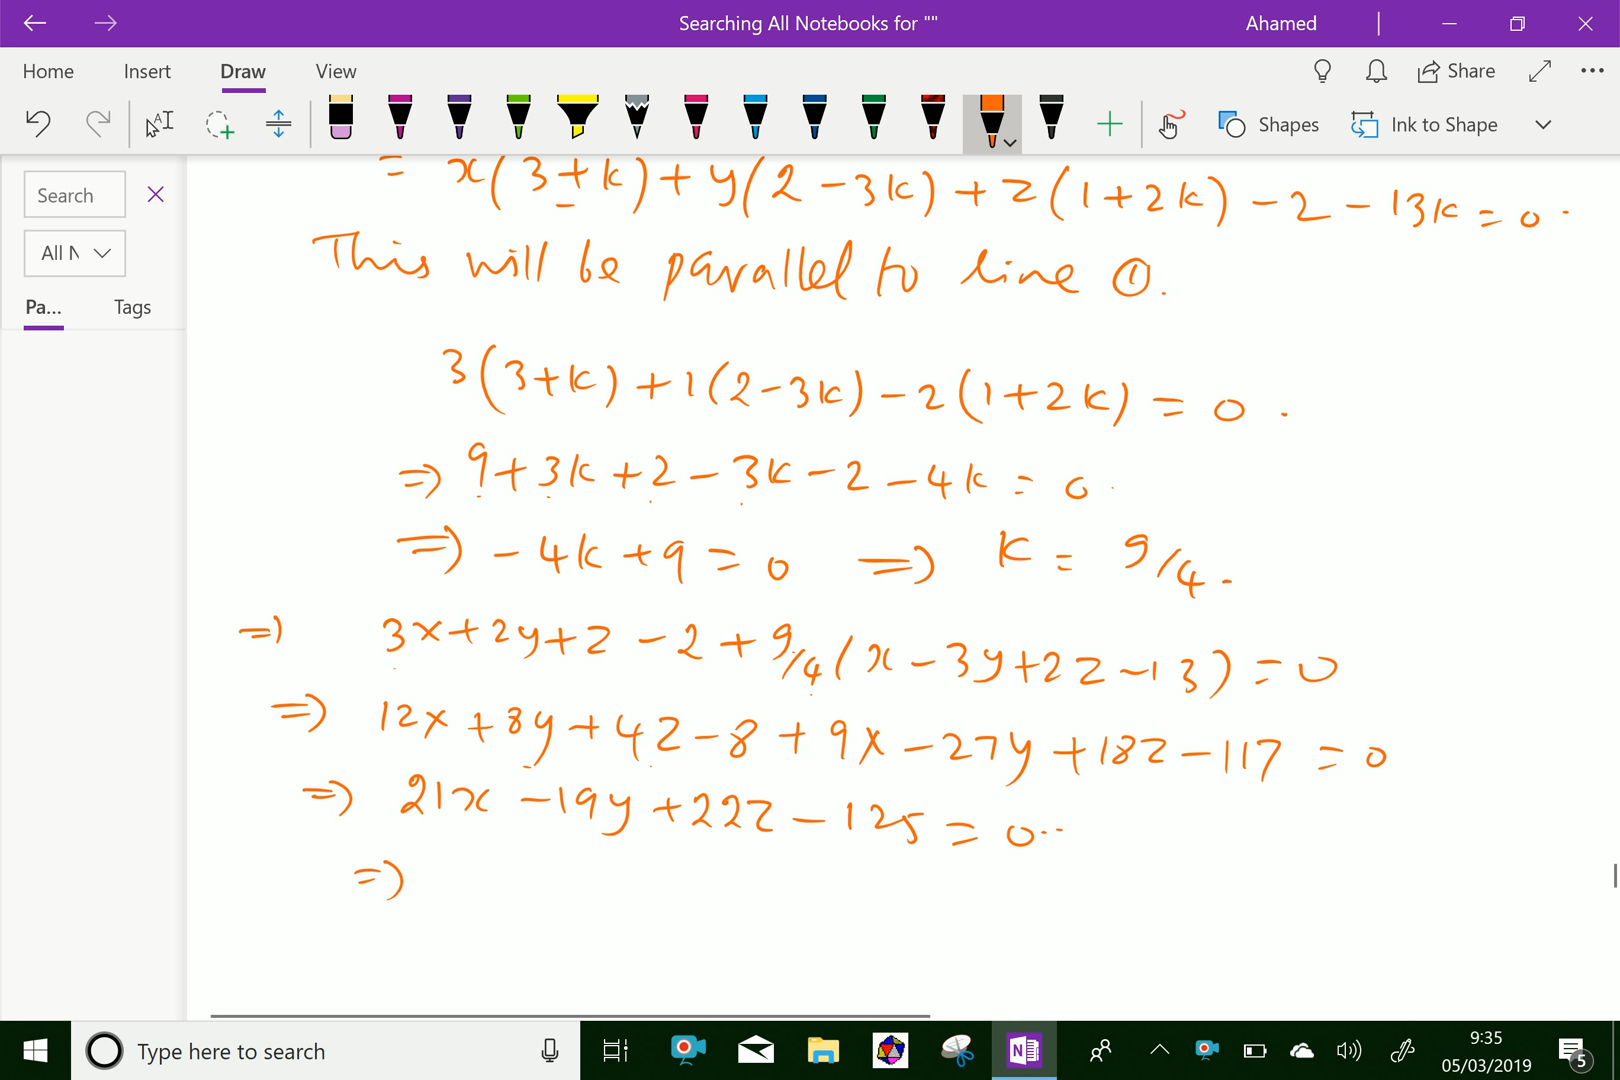 Searching All Notebooks for ""
Ahamed
Home Insert Draw View Share
Shapes Ink to Shape
Search
All N
Pa... Tags
= x(3+k)+y(2-3k)+z(1+2k)-2-13k=0.
This will be parallel to line ①.
3(3+k)+1(2-3k)-2(1+2k)=0.
=> 9+3k+2-3k-2-4k=0.
=> -4k+9=0 => k=9/4.
=> 3x+2y+z-2+9/4(x-3y+2z-13)=0
=> 12x+8y+4z-8+9x-27y+18z-117=0
=> 21x-19y+22z-125=0..
=>
Type here to search
9:35
05/03/2019
5